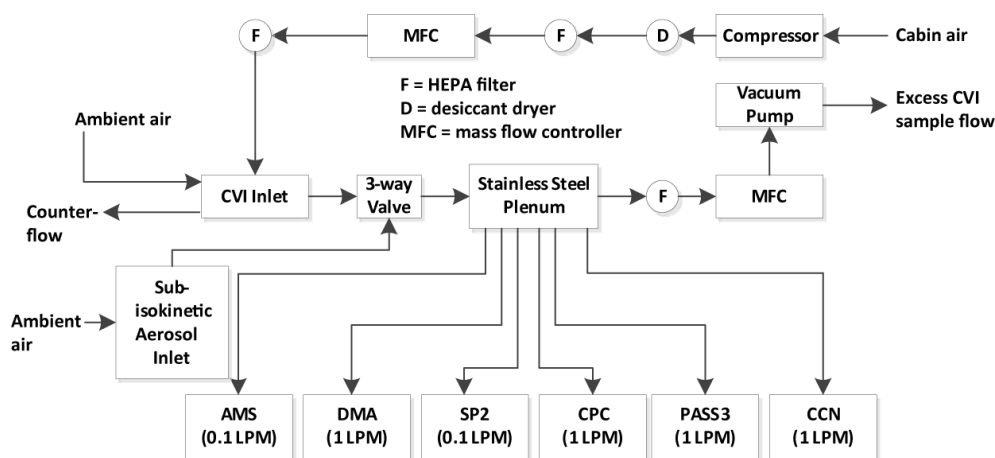 F
MFC
F
D
Compressor
Cabin air
F = HEPA filter
D = desiccant dryer
MFC = mass flow controller
Vacuum
Pump
Excess CVI
sample flow
Ambient air
CVI Inlet
3-way
Valve
Stainless Steel
Plenum
F
MFC
Counter-
flow
Sub-
isokinetic
Aerosol
Inlet
Ambient
air
AMS
(0.1 LPM)
DMA
(1 LPM)
SP2
(0.1 LPM)
CPC
(1 LPM)
PASS3
(1 LPM)
CCN
(1 LPM)